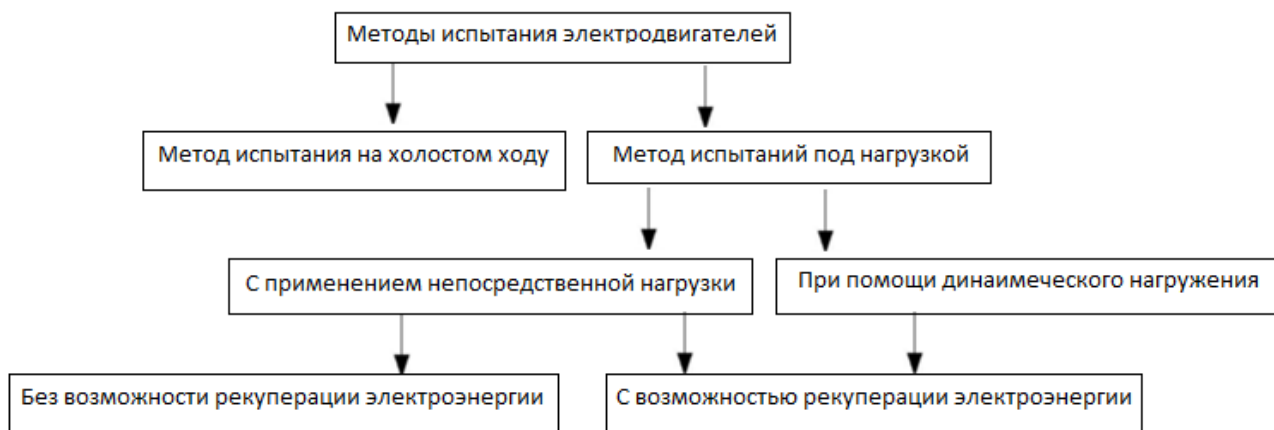 Методы испытания электродвигателей
Метод испытания на холостом ходу
Метод испытаний под нагрузкой
С применением непосредственной нагрузки
При помощи динаимеческого нагружения
Без возможности рекуперации электроэнергии
С возможностью рекуперации электроэнергии